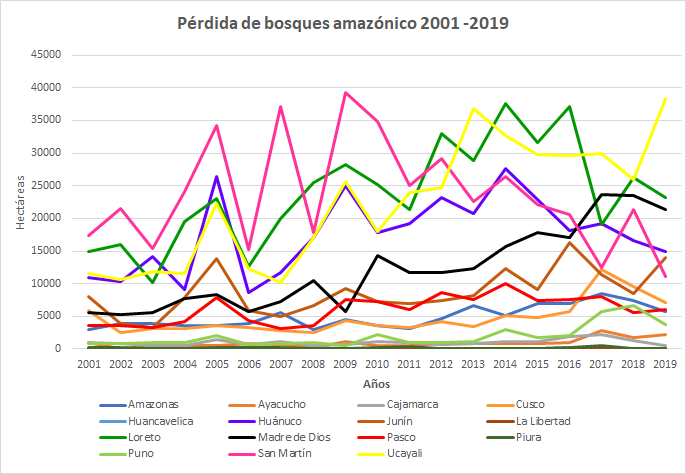 Pérdida de bosques amazónico 2001 -2019
45000
40000
35000
30000
25000
20000
15000
10000
5000
0
Hectáreas
2001 2002 2003 2004 2005 2006 2007 2008 2009 2010 2011 2012 2013 2014 2015 2016 2017 2018 2019
Años
Amazonas Ayacucho Cajamarca Cusco
Huancavelica Huánuco Junín La Libertad
Loreto Madre de Dios Pasco Piura
Puno San Martín Ucayali